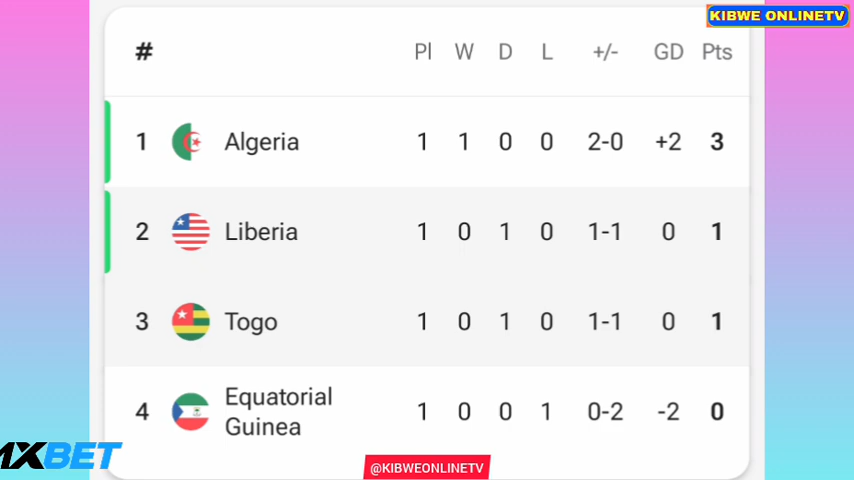 KIBWE ONLINETV
# Pl W D L +/- GD Pts
1 Algeria 1 1 0 0 2-0 +2 3
2 Liberia 1 0 1 0 1-1 0 1
3 Togo 1 0 1 0 1-1 0 1
4 Equatorial
Guinea 1 0 0 1 0-2 -2 0
XBET
@KIBWEONLINETV